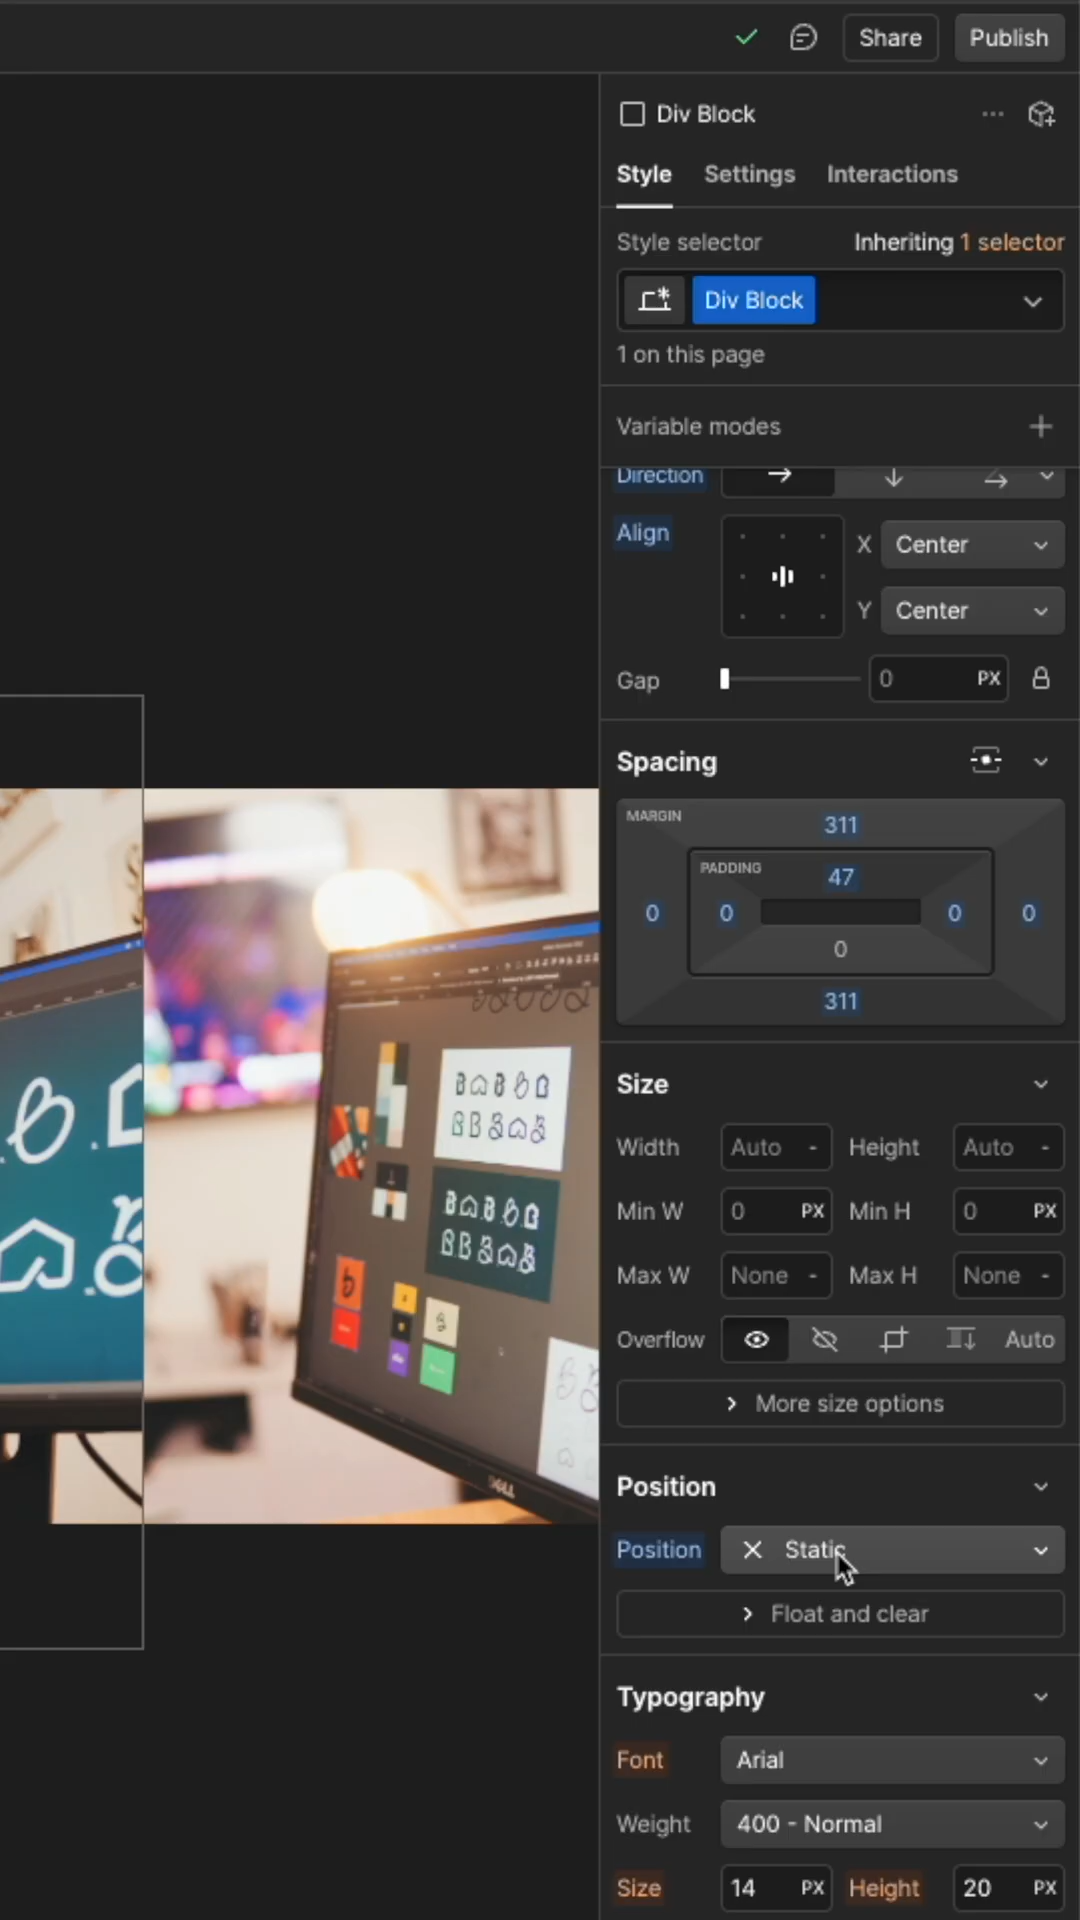 Share Publish
Div Block
Style Settings Interactions
Style selector Inheriting 1 selector
Div Block
1 on this page
Variable modes
Direction
Align X Center
Y Center
Gap 0 PX
Spacing
MARGIN 311
PADDING 47
0 0 0 0
0
311
Size
Width Auto - Height Auto -
Min W 0 PX Min H 0 PX
Max W None - Max H None -
Overflow Auto
More size options
Position
Position Static
Float and clear
Typography
Font Arial
Weight 400 - Normal
Size 14 PX Height 20 PX
DELL